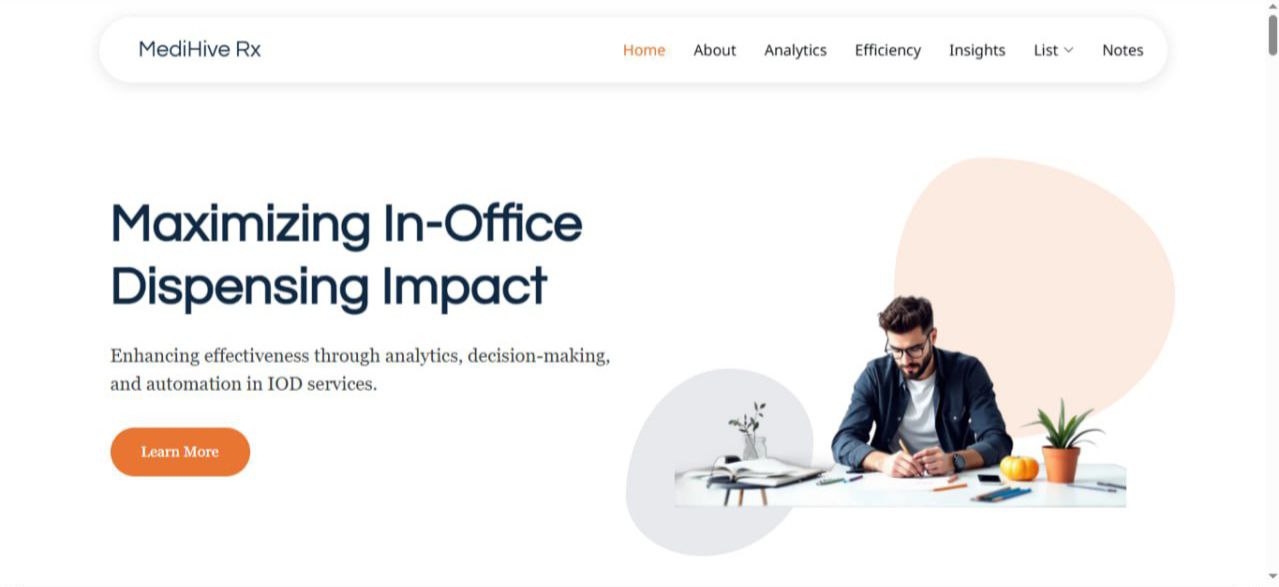 MediHive Rx
Home About Analytics Efficiency Insights List Notes
Maximizing In-Office
Dispensing Impact
Enhancing effectiveness through analytics, decision-making,
and automation in IOD services.
Learn More